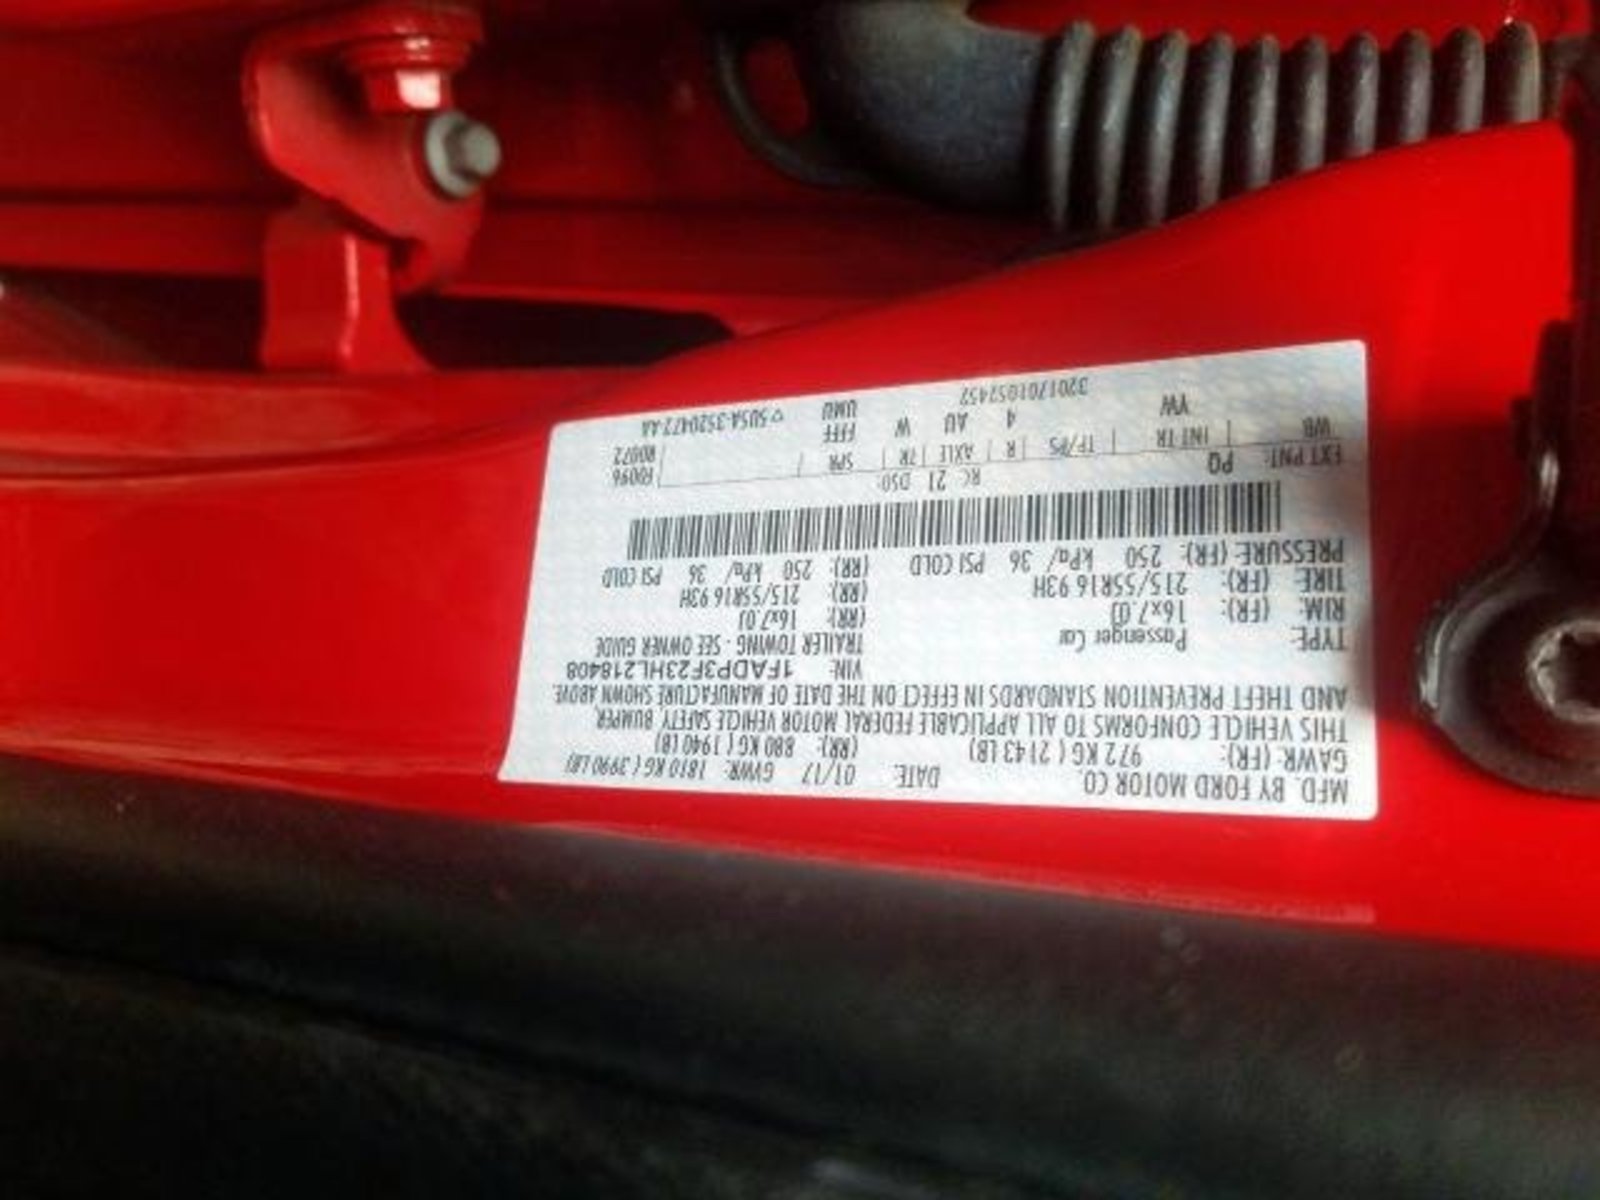 MFD. BY FORD MOTOR CO. DATE: 01/17 GVWR: 1810 KG ( 3990 LB)
GAWR: (FR): 972 KG ( 2143 LB) (RR): 880 KG ( 1940 LB)
THIS VEHICLE CONFORMS TO ALL APPLICABLE FEDERAL MOTOR VEHICLE SAFETY, BUMPER,
AND THEFT PREVENTION STANDARDS IN EFFECT ON THE DATE OF MANUFACTURE SHOWN ABOVE.
VIN: 1FADP3F23HL218408
TYPE: Passenger Car TRAILER TOWING - SEE OWNER GUIDE
RIM: (FR): 16x7.0J (RR): 16x7.0J
TIRE: (FR): 215/55R16 93H (RR): 215/55R16 93H
PRESSURE: (FR): 250 kPa/ 36 PSI COLD (RR): 250 kPa/ 36 PSI COLD
EXT PNT: PQ RC: 21 DSO: F0096
WB | INT TR | TP/PS | R | AXLE | TR | SPR R0072
YW 4 AU W FFF
3201701052452 UMU ▽5U5A-3520472-AA